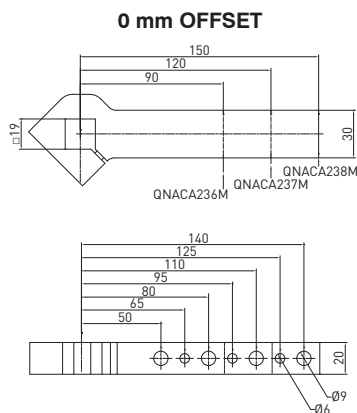 0 mm OFFSET
150
120
90
□19
30
QNACA238M
QNACA237M
QNACA236M
140
125
110
95
80
65
50
20
Ø9
Ø6